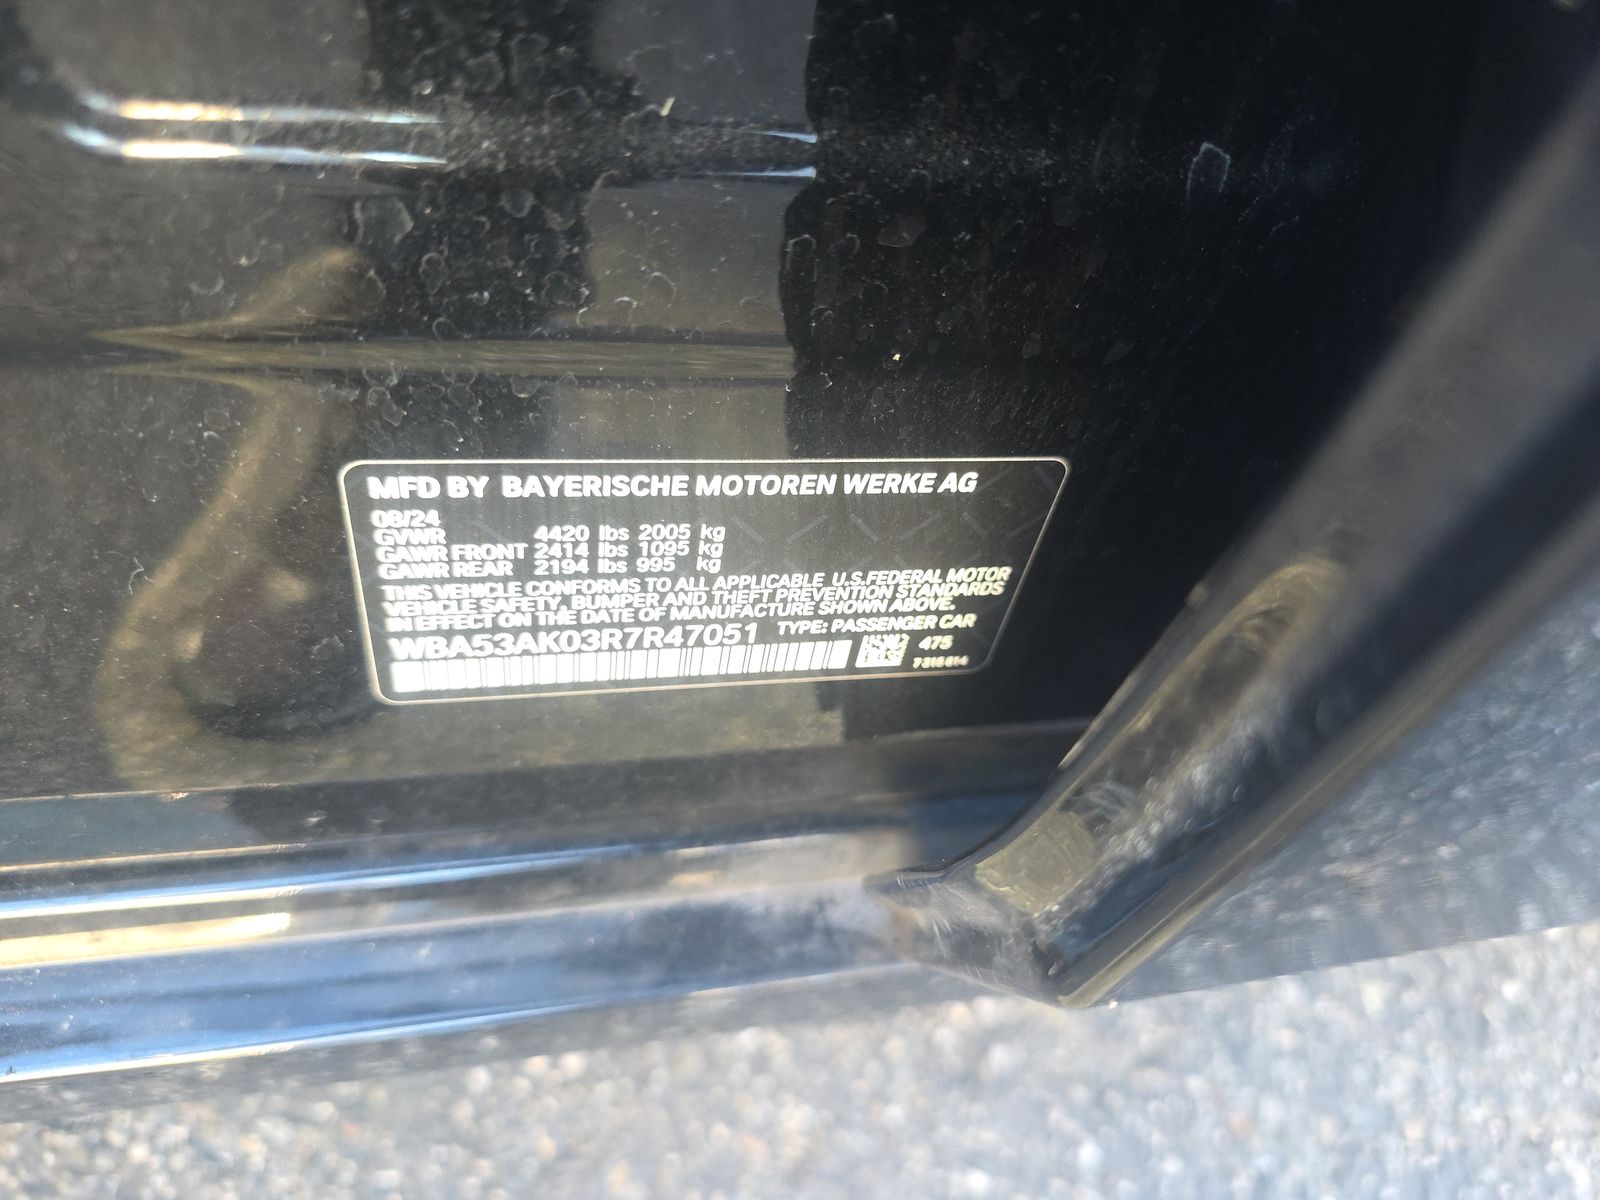 MFD BY BAYERISCHE MOTOREN WERKE AG
08/24
GVWR 4420 lbs 2005 kg
GAWR FRONT 2414 lbs 1095 kg
GAWR REAR 2194 lbs 995 kg
THIS VEHICLE CONFORMS TO ALL APPLICABLE U.S.FEDERAL MOTOR
VEHICLE SAFETY, BUMPER AND THEFT PREVENTION STANDARDS
IN EFFECT ON THE DATE OF MANUFACTURE SHOWN ABOVE.
WBA53AK03R7R47051 TYPE: PASSENGER CAR
475